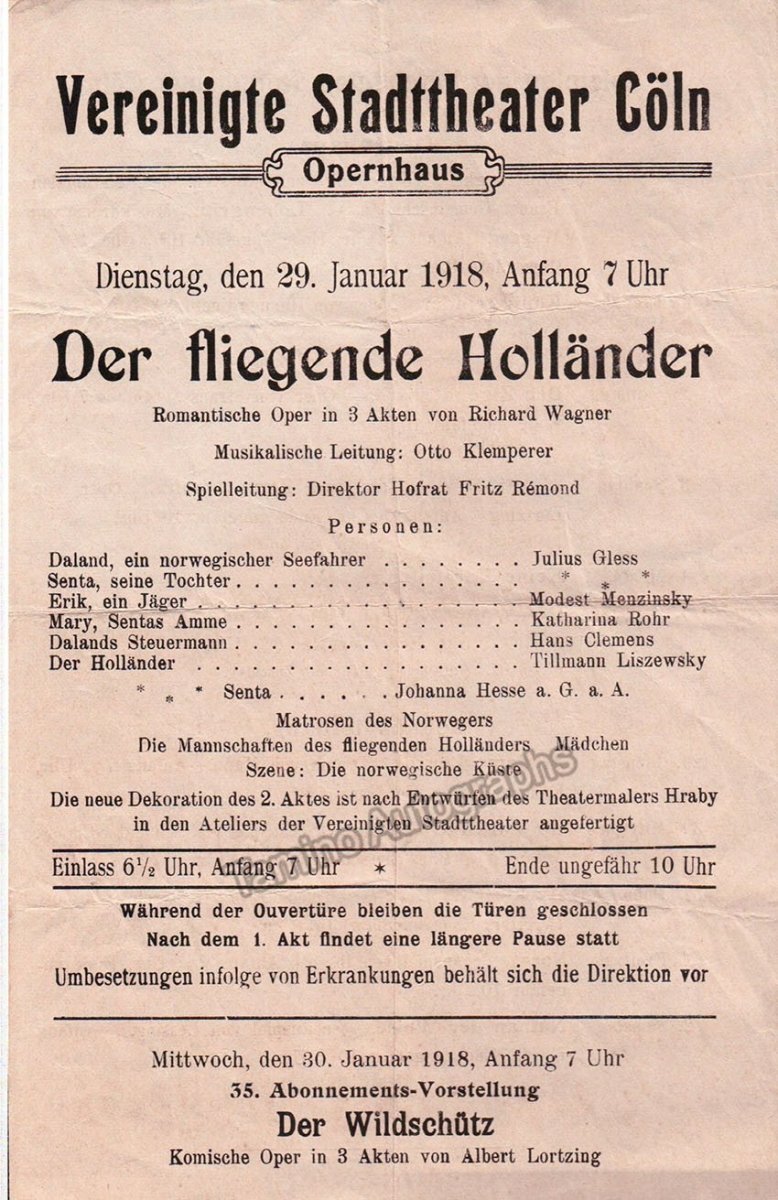 Vereinigte Stadttheater Cöln
Opernhaus
Dienstag, den 29. Januar 1918, Anfang 7 Uhr
Der fliegende Holländer
Romantische Oper in 3 Akten von Richard Wagner
Musikalische Leitung: Otto Klemperer
Spielleitung: Direktor Hofrat Fritz Rémond
Personen:
Daland, ein norwegischer Seefahrer . . . . . . . . Julius Gless
Senta, seine Tochter . . . . . . . . . . . . . . . . * * *
Erik, ein Jäger . . . . . . . . . . . . . . . . . . Modest Menzinsky
Mary, Sentas Amme . . . . . . . . . . . . . . . . Katharina Rohr
Dalands Steuermann . . . . . . . . . . . . . . . . Hans Clemens
Der Holländer . . . . . . . . . . . . . . . . . . Tillmann Liszewsky
* * * Senta . . . . . . Johanna Hesse a. G. a. A.
Matrosen des Norwegers
Die Mannschaften des fliegenden Holländers Mädchen
Szene: Die norwegische Küste
Die neue Dekoration des 2. Aktes ist nach Entwürfen des Theatermalers Hraby
in den Ateliers der Vereinigten Stadttheater angefertigt
Tamino Autographs
Einlass 6½ Uhr, Anfang 7 Uhr * Ende ungefähr 10 Uhr
Während der Ouvertüre bleiben die Türen geschlossen
Nach dem 1. Akt findet eine längere Pause statt
Umbesetzungen infolge von Erkrankungen behält sich die Direktion vor
Mittwoch, den 30. Januar 1918, Anfang 7 Uhr
35. Abonnements-Vorstellung
Der Wildschütz
Komische Oper in 3 Akten von Albert Lortzing